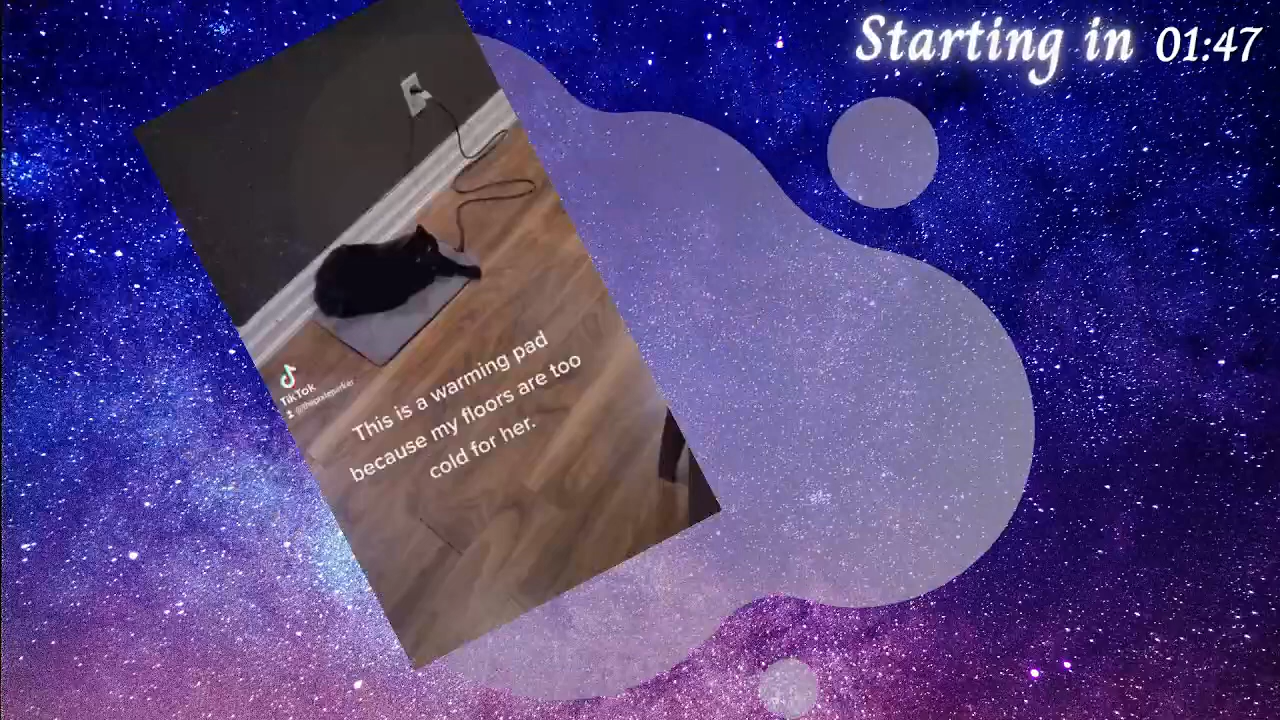 Starting in 01:47
TikTok
This is a warming pad
because my floors are too
cold for her.